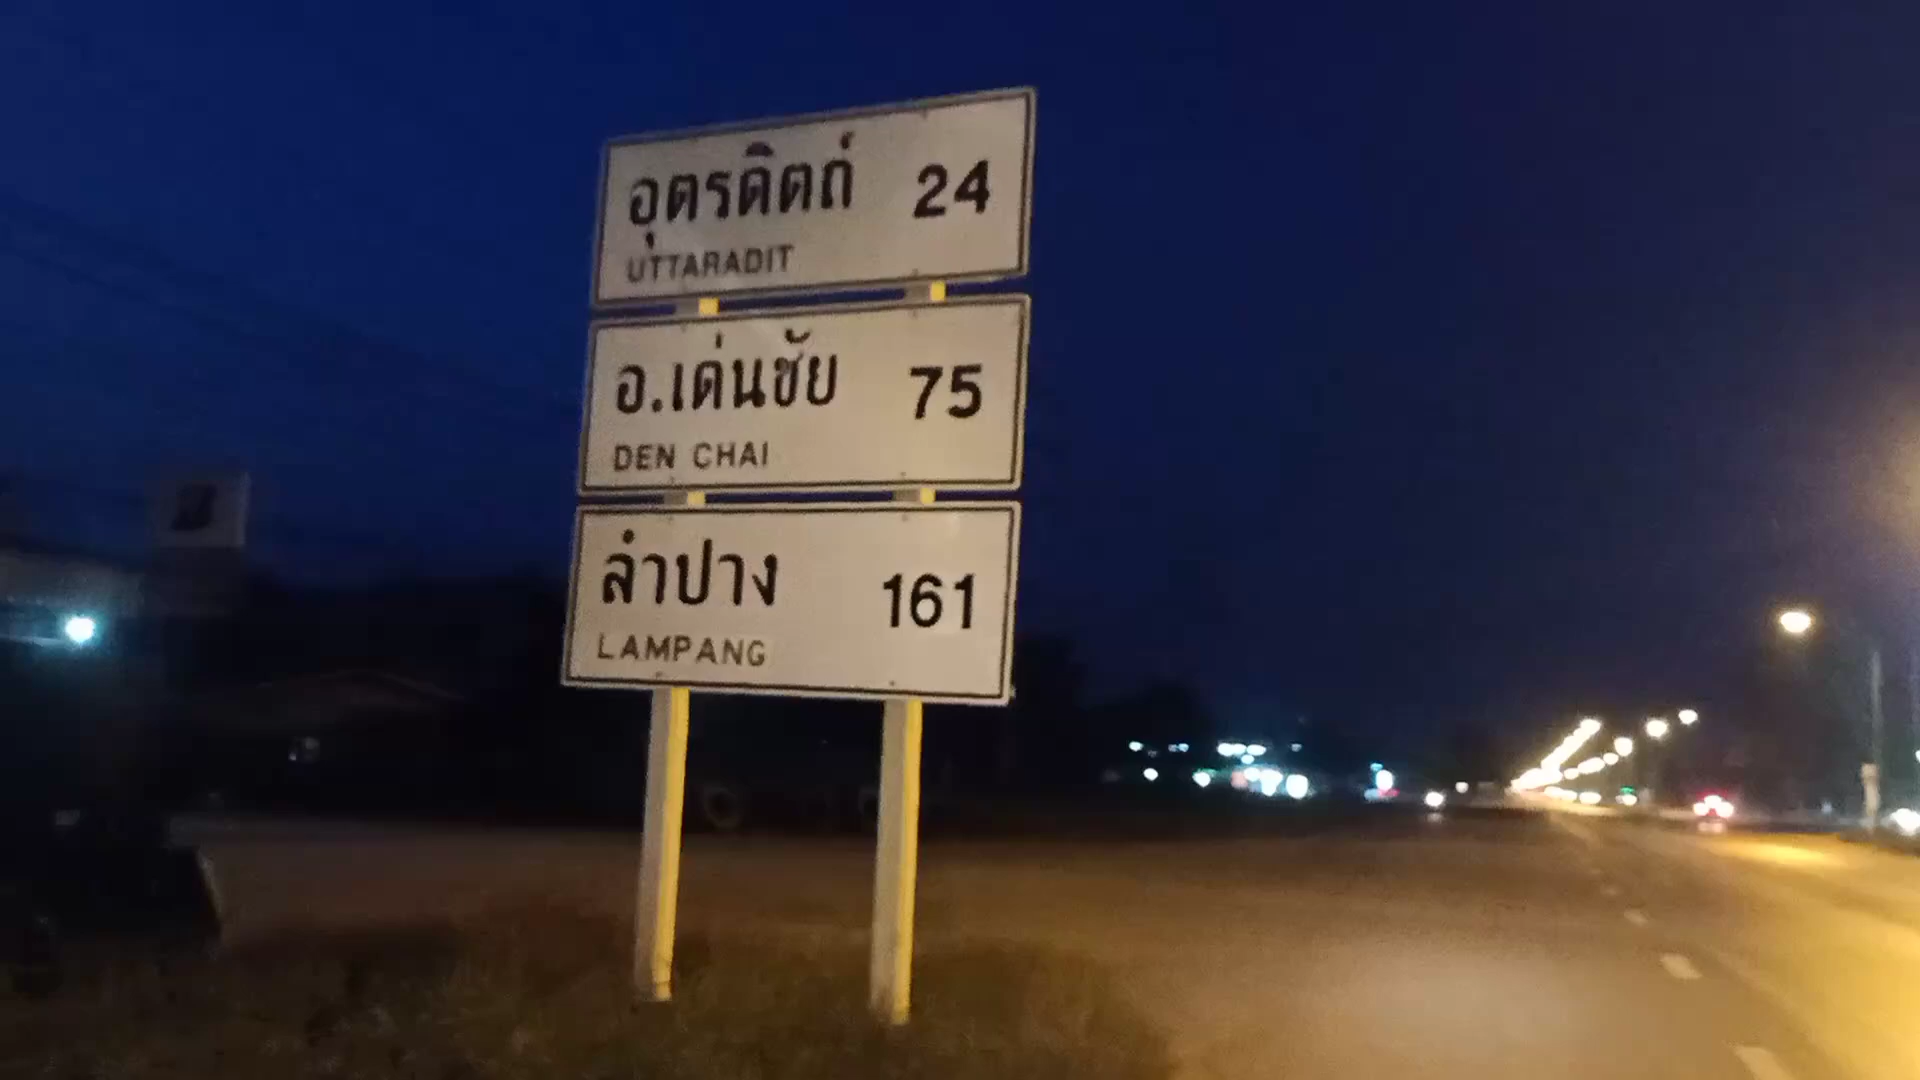 อุตรดิตถ์ 24
UTTARADIT
อ.เด่นชัย 75
DEN CHAI
ลำปาง 161
LAMPANG